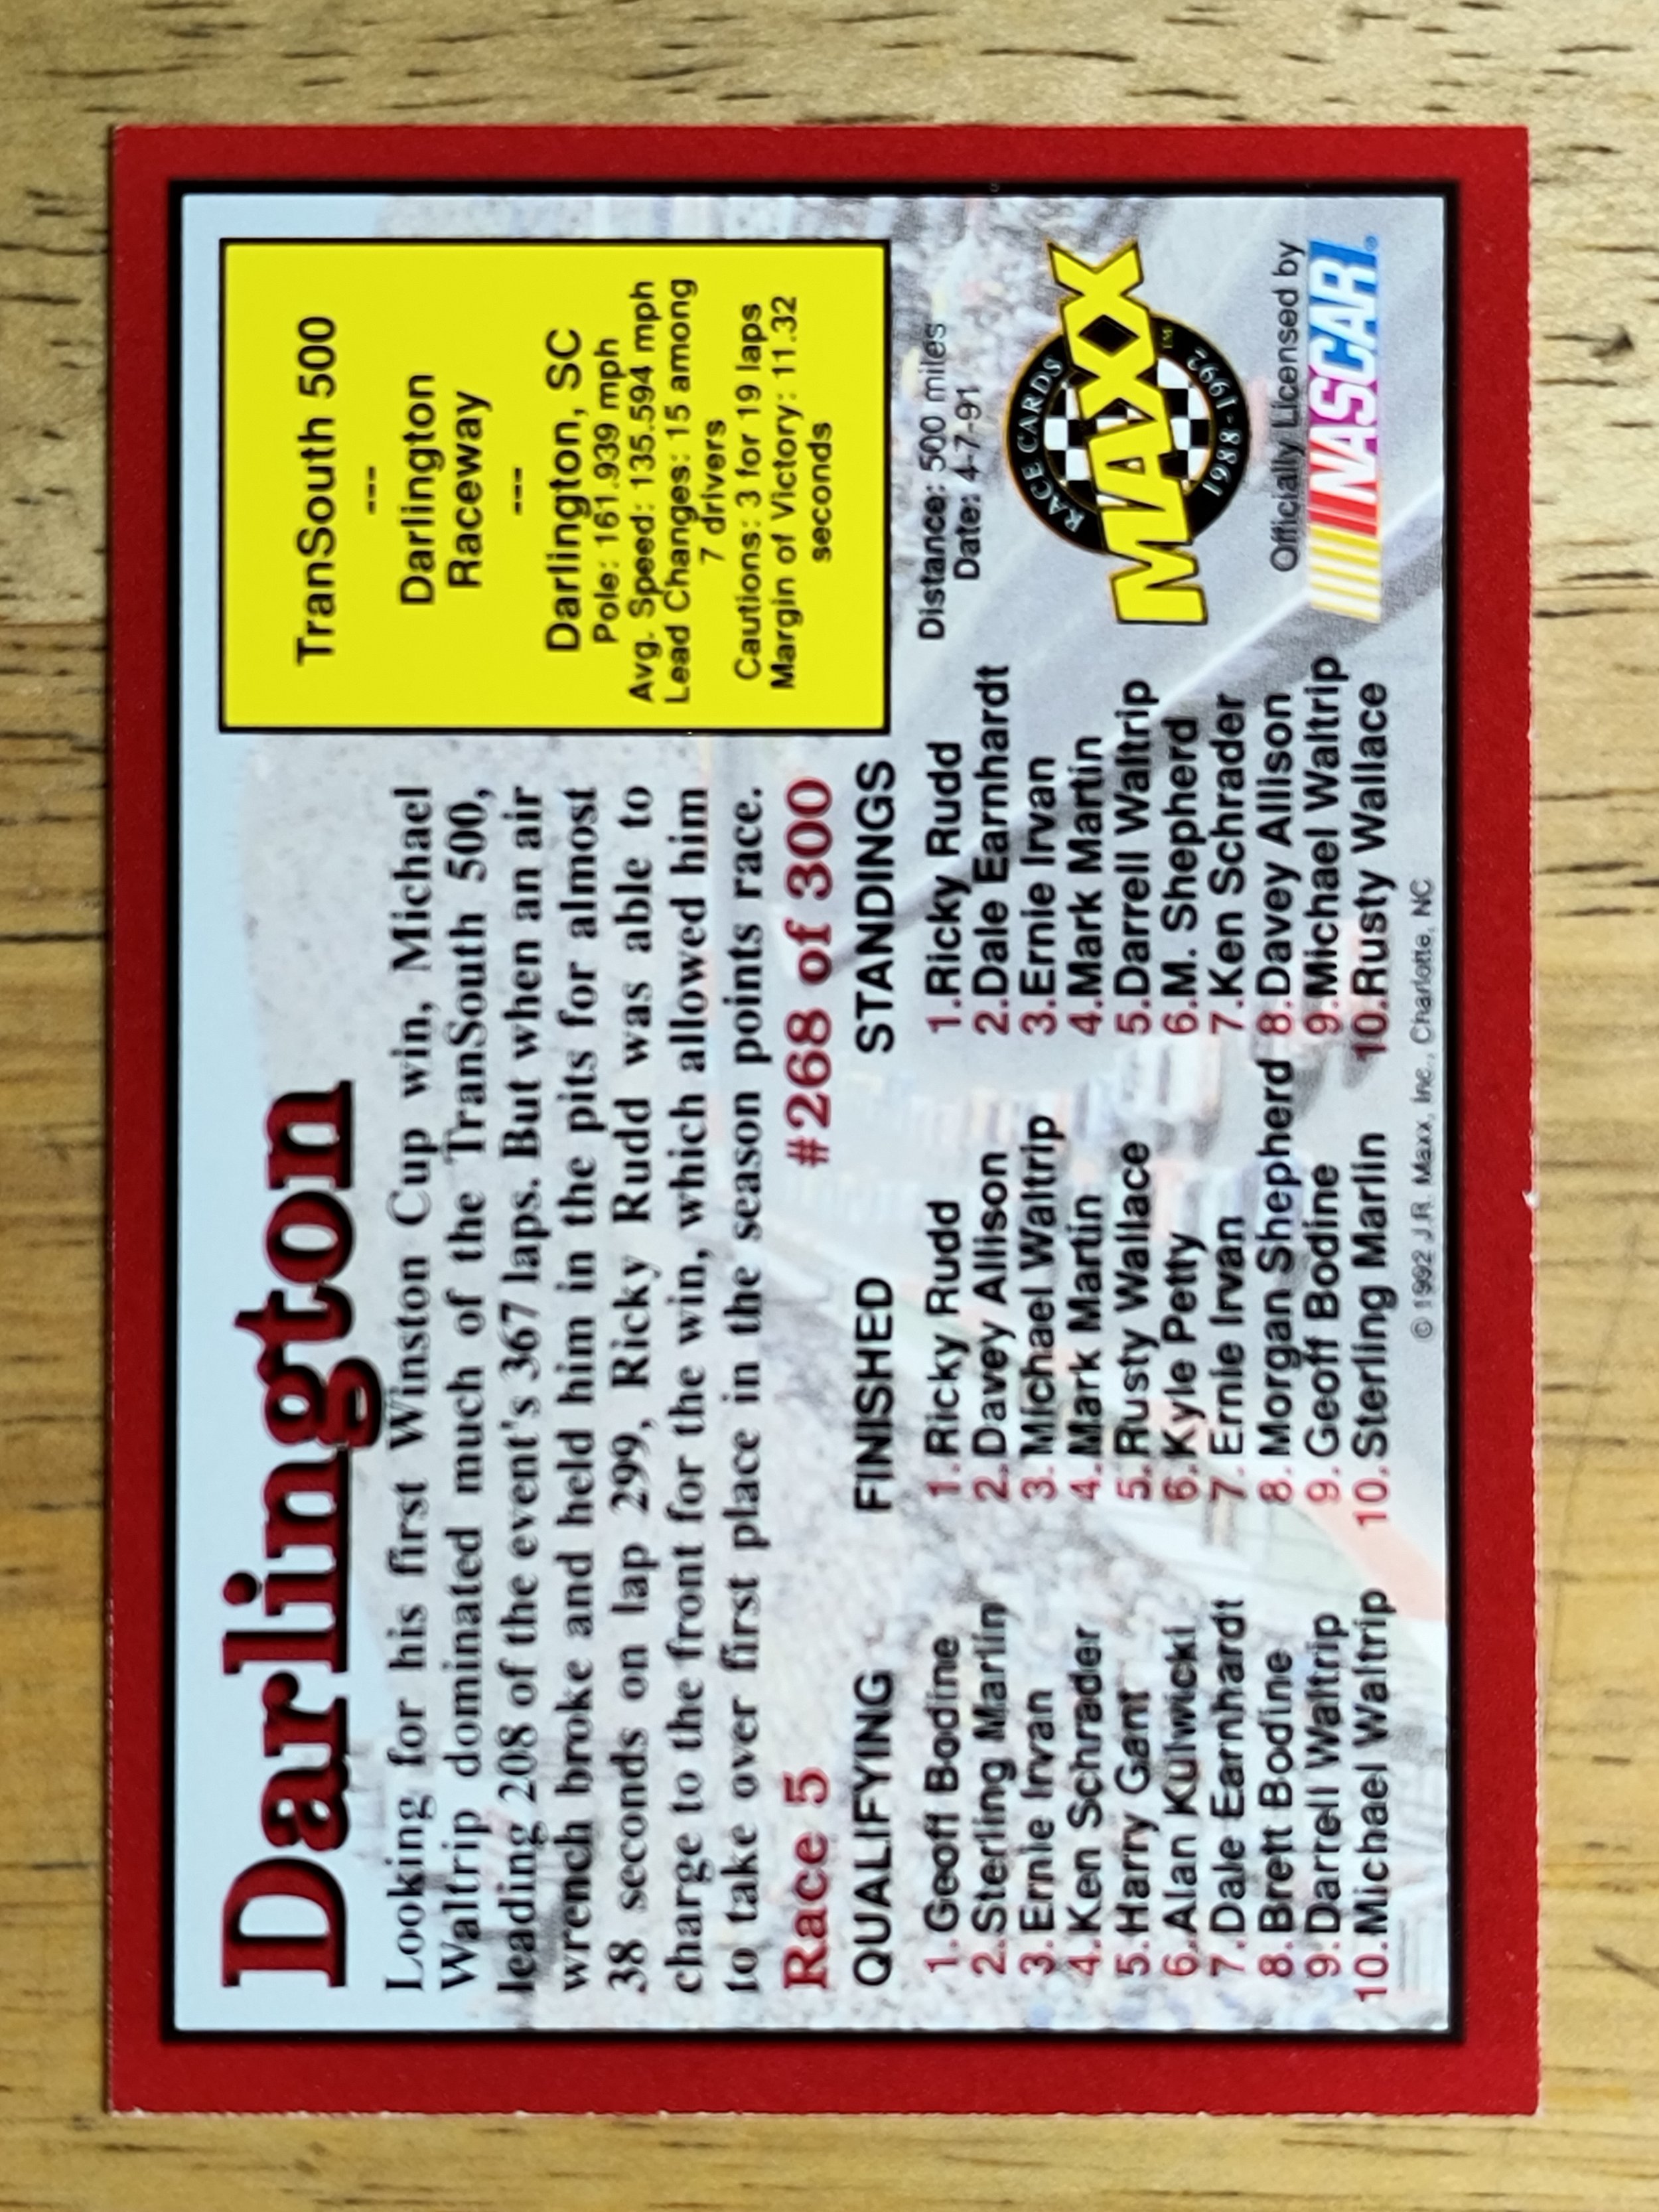 Darlington
Looking for his first Winston Cup win, Michael
Waltrip dominated much of the TranSouth 500,
leading 208 of the event's 367 laps. But when an air
wrench broke and held him in the pits for almost
38 seconds on lap 299, Ricky Rudd was able to
charge to the front for the win, which allowed him
to take over first place in the season points race.
Race 5
#268 of 300
TranSouth 500
---
Darlington
Raceway
---
Darlington, SC
Pole: 161.939 mph
Avg. Speed: 135.594 mph
Lead Changes: 15 among
7 drivers
Cautions: 3 for 19 laps
Margin of Victory: 11.32
seconds
Distance: 500 miles
Date: 4-7-91
QUALIFYING
1.Geoff Bodine
2.Sterling Marlin
3.Ernie Irvan
4.Ken Schrader
5.Harry Gant
6.Alan Kulwicki
7.Dale Earnhardt
8.Brett Bodine
9.Darrell Waltrip
10.Michael Waltrip
FINISHED
1.Ricky Rudd
2.Davey Allison
3.Michael Waltrip
4.Mark Martin
5.Rusty Wallace
6.Kyle Petty
7.Ernie Irvan
8.Morgan Shepherd
9.Geoff Bodine
10.Sterling Marlin
STANDINGS
1.Ricky Rudd
2.Dale Earnhardt
3.Ernie Irvan
4.Mark Martin
5.Darrell Waltrip
6.M. Shepherd
7.Ken Schrader
8.Davey Allison
9.Michael Waltrip
10.Rusty Wallace
RACE CARDS
MAXX™
1988-1992
Officially Licensed by
NASCAR®
© 1992 J.R. Maxx, Inc., Charlotte, NC